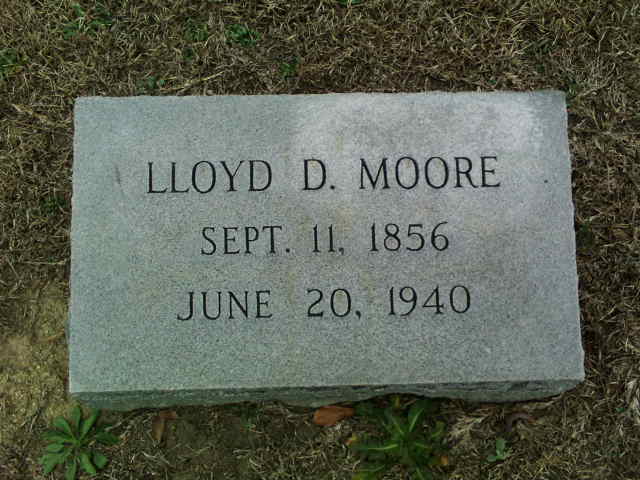 LLOYD D. MOORE
SEPT. 11, 1856
JUNE 20, 1940